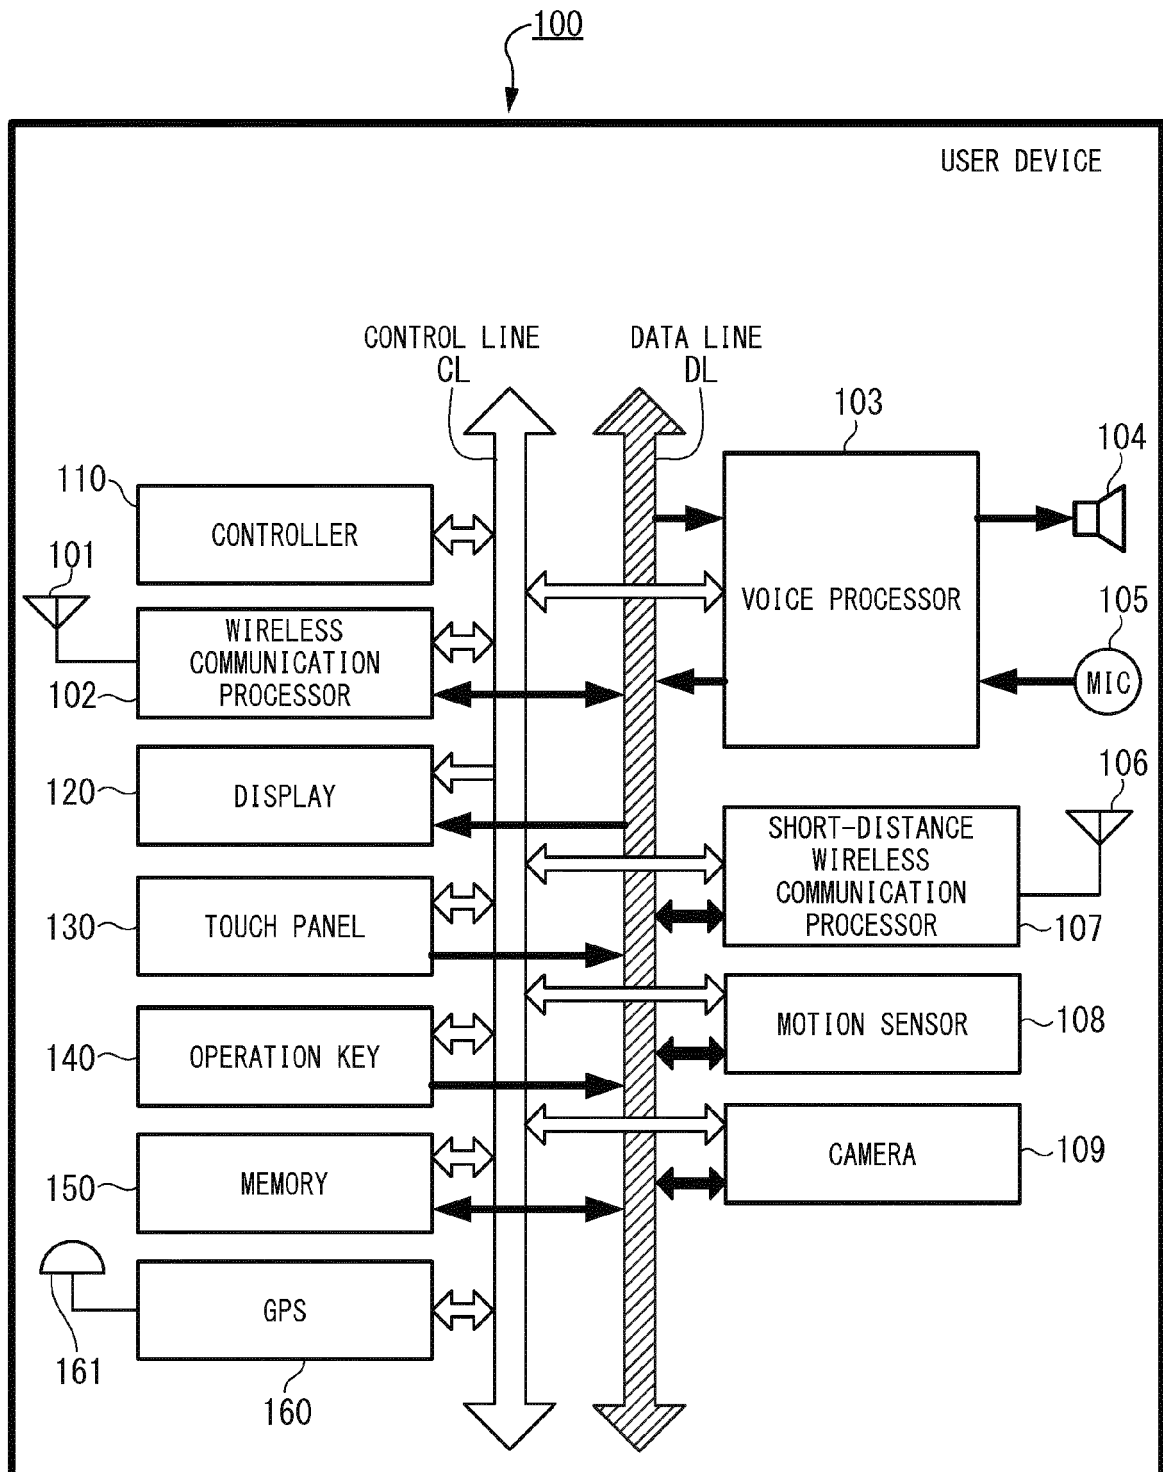 100
USER DEVICE
CONTROL LINE
CL
DATA LINE
DL
103
104
110
CONTROLLER
101
WIRELESS
COMMUNICATION
PROCESSOR
102
VOICE PROCESSOR
105
MIC
120
DISPLAY
106
SHORT-DISTANCE
WIRELESS
COMMUNICATION
PROCESSOR
107
130
TOUCH PANEL
MOTION SENSOR
108
140
OPERATION KEY
CAMERA
109
150
MEMORY
GPS
161
160